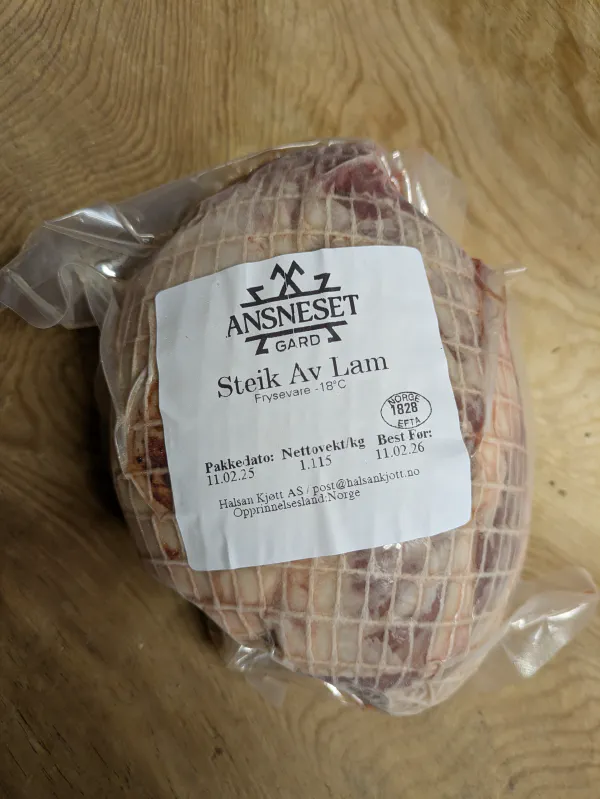 ANSNESET
GARD
Steik Av Lam
Frysevare -18°C
NORGE
1828
EFTA
Pakkedato: Nettovekt/kg Best Før:
11.02.25 1.115 11.02.26
Halsan Kjøtt AS / post@halsankjott.no
Opprinnelsesland:Norge